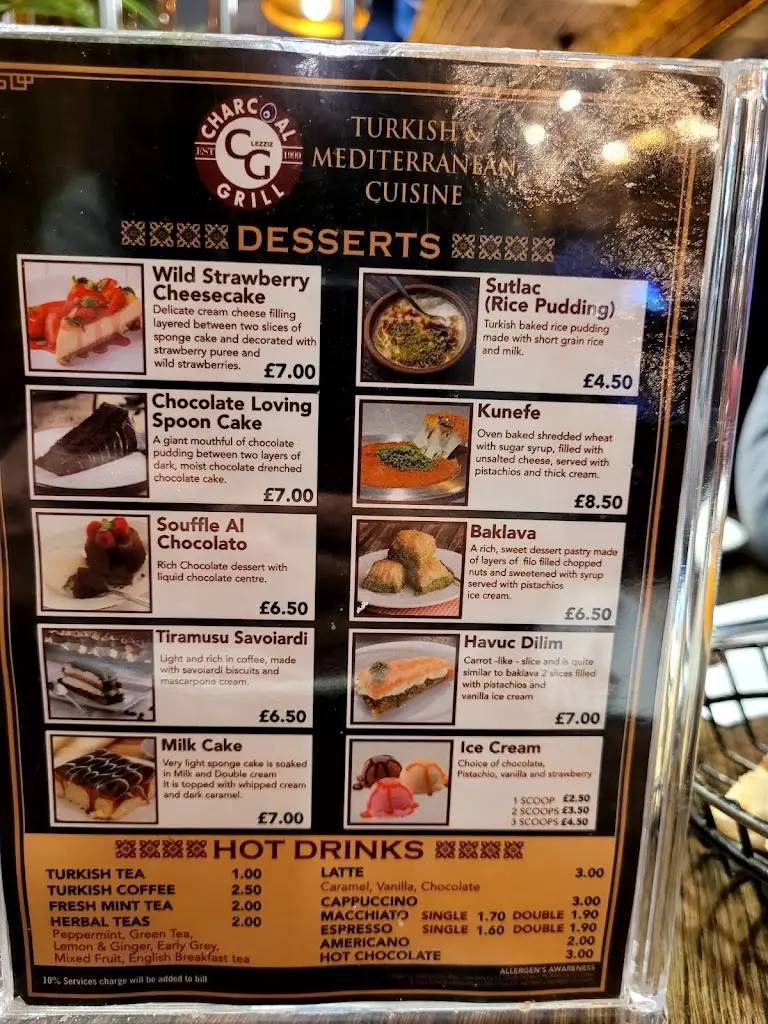 CHARCOAL
EST LEZZIZ 1999
CG
GRILL
TURKISH &
MEDITERRANEAN
CUISINE
DESSERTS
Wild Strawberry
Cheesecake
Delicate cream cheese filling
layered between two slices of
sponge cake and decorated with
strawberry puree and
wild strawberries. £7.00
Chocolate Loving
Spoon Cake
A giant mouthful of chocolate
pudding between two layers of
dark, moist chocolate drenched
chocolate cake.
£7.00
Souffle Al
Chocolato
Rich Chocolate dessert with
liquid chocolate centre.
£6.50
Tiramusu Savoiardi
Light and rich in coffee, made
with savoiardi biscuits and
mascarpone cream.
£6.50
Milk Cake
Very light sponge cake is soaked
in Milk and Double cream
It is topped with whipped cream
and dark caramel.
£7.00
Sutlac
(Rice Pudding)
Turkish baked rice pudding
made with short grain rice
and milk.
£4.50
Kunefe
Oven baked shredded wheat
with sugar syrup, filled with
unsalted cheese, served with
pistachios and thick cream.
£8.50
Baklava
A rich, sweet dessert pastry made
of layers of filo filled chopped
nuts and sweetened with syrup
served with pistachios
ice cream.
£6.50
Havuc Dilim
Carrot -like - slice and is quite
similar to baklava 2 slices filled
with pistachios and
vanilla ice cream
£7.00
Ice Cream
Choice of chocolate,
Pistachio, vanilla and strawberry
1 SCOOP £2.50
2 SCOOPS £3.50
3 SCOOPS £4.50
HOT DRINKS
TURKISH TEA 1.00
TURKISH COFFEE 2.50
FRESH MINT TEA 2.00
HERBAL TEAS 2.00
Peppermint, Green Tea,
Lemon & Ginger, Early Grey,
Mixed Fruit, English Breakfast tea
LATTE 3.00
Caramel, Vanilla, Chocolate
CAPPUCCINO 3.00
MACCHIATO SINGLE 1.70 DOUBLE 1.90
ESPRESSO SINGLE 1.60 DOUBLE 1.90
AMERICANO 2.00
HOT CHOCOLATE 3.00
10% Services charge will be added to bill
ALLERGEN'S AWARENESS